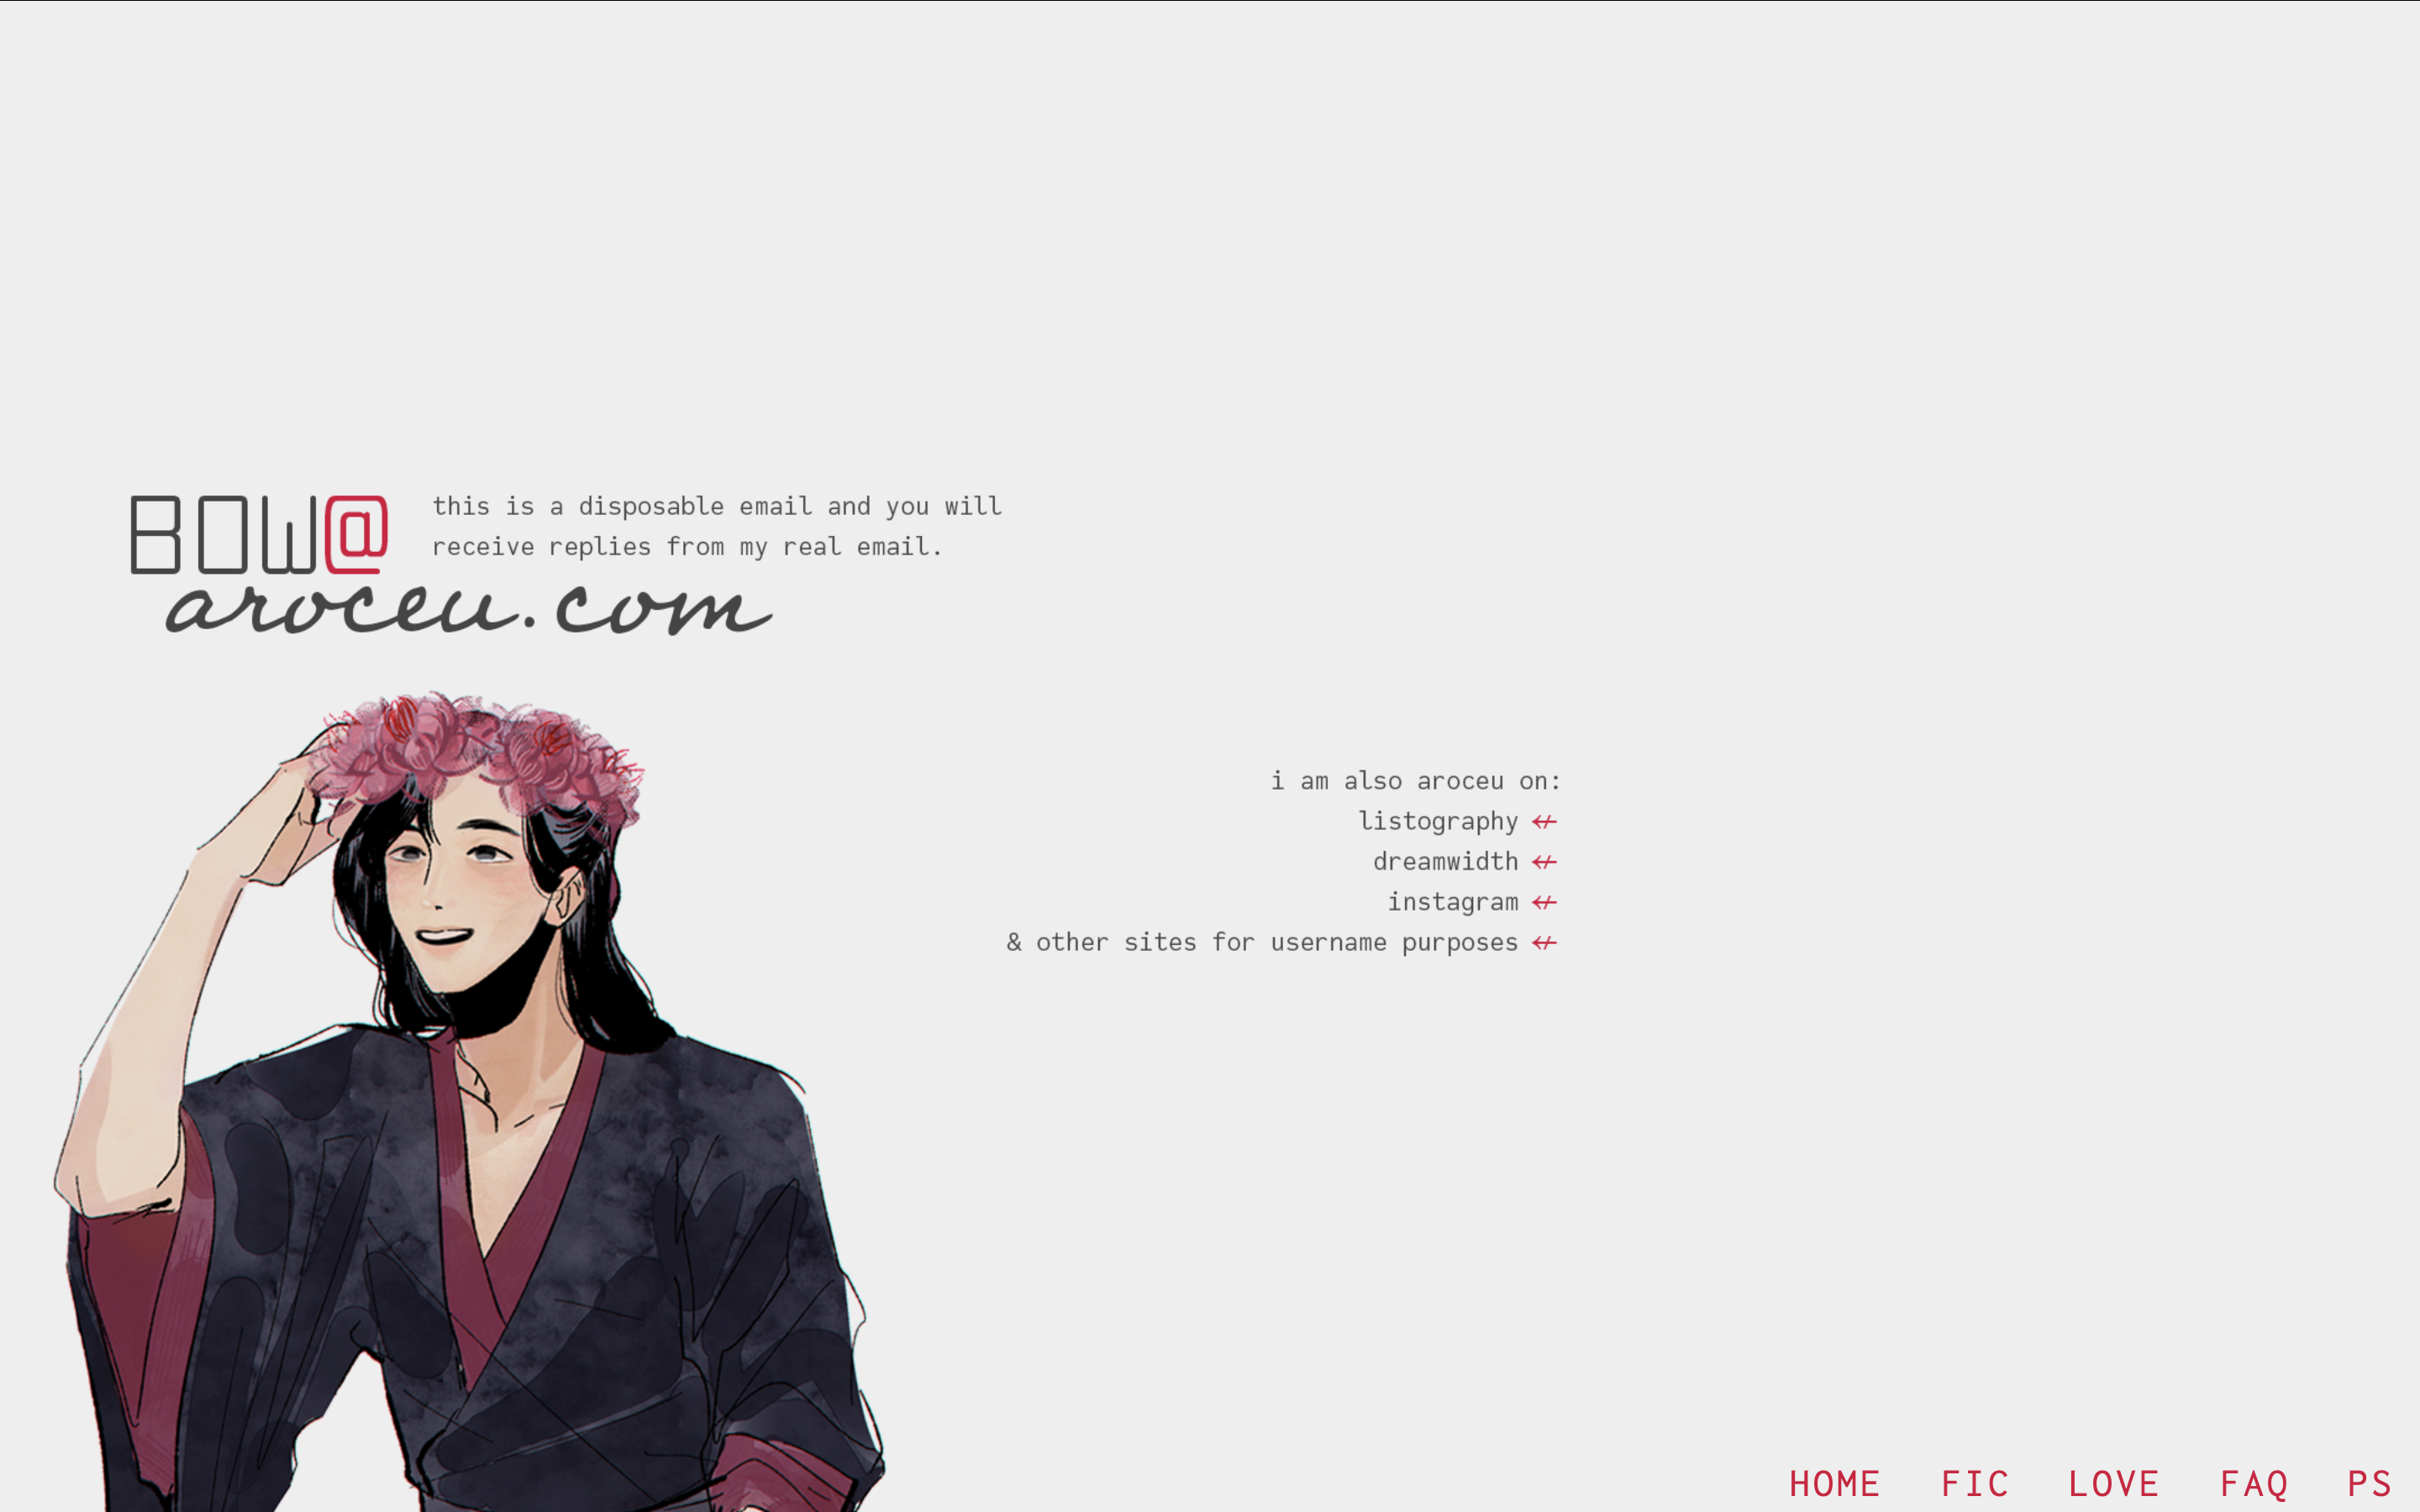 BOW@
this is a disposable email and you will
receive replies from my real email.
aroceu.com
i am also aroceu on:
listography
dreamwidth
instagram
& other sites for username purposes
HOME FIC LOVE FAQ PS